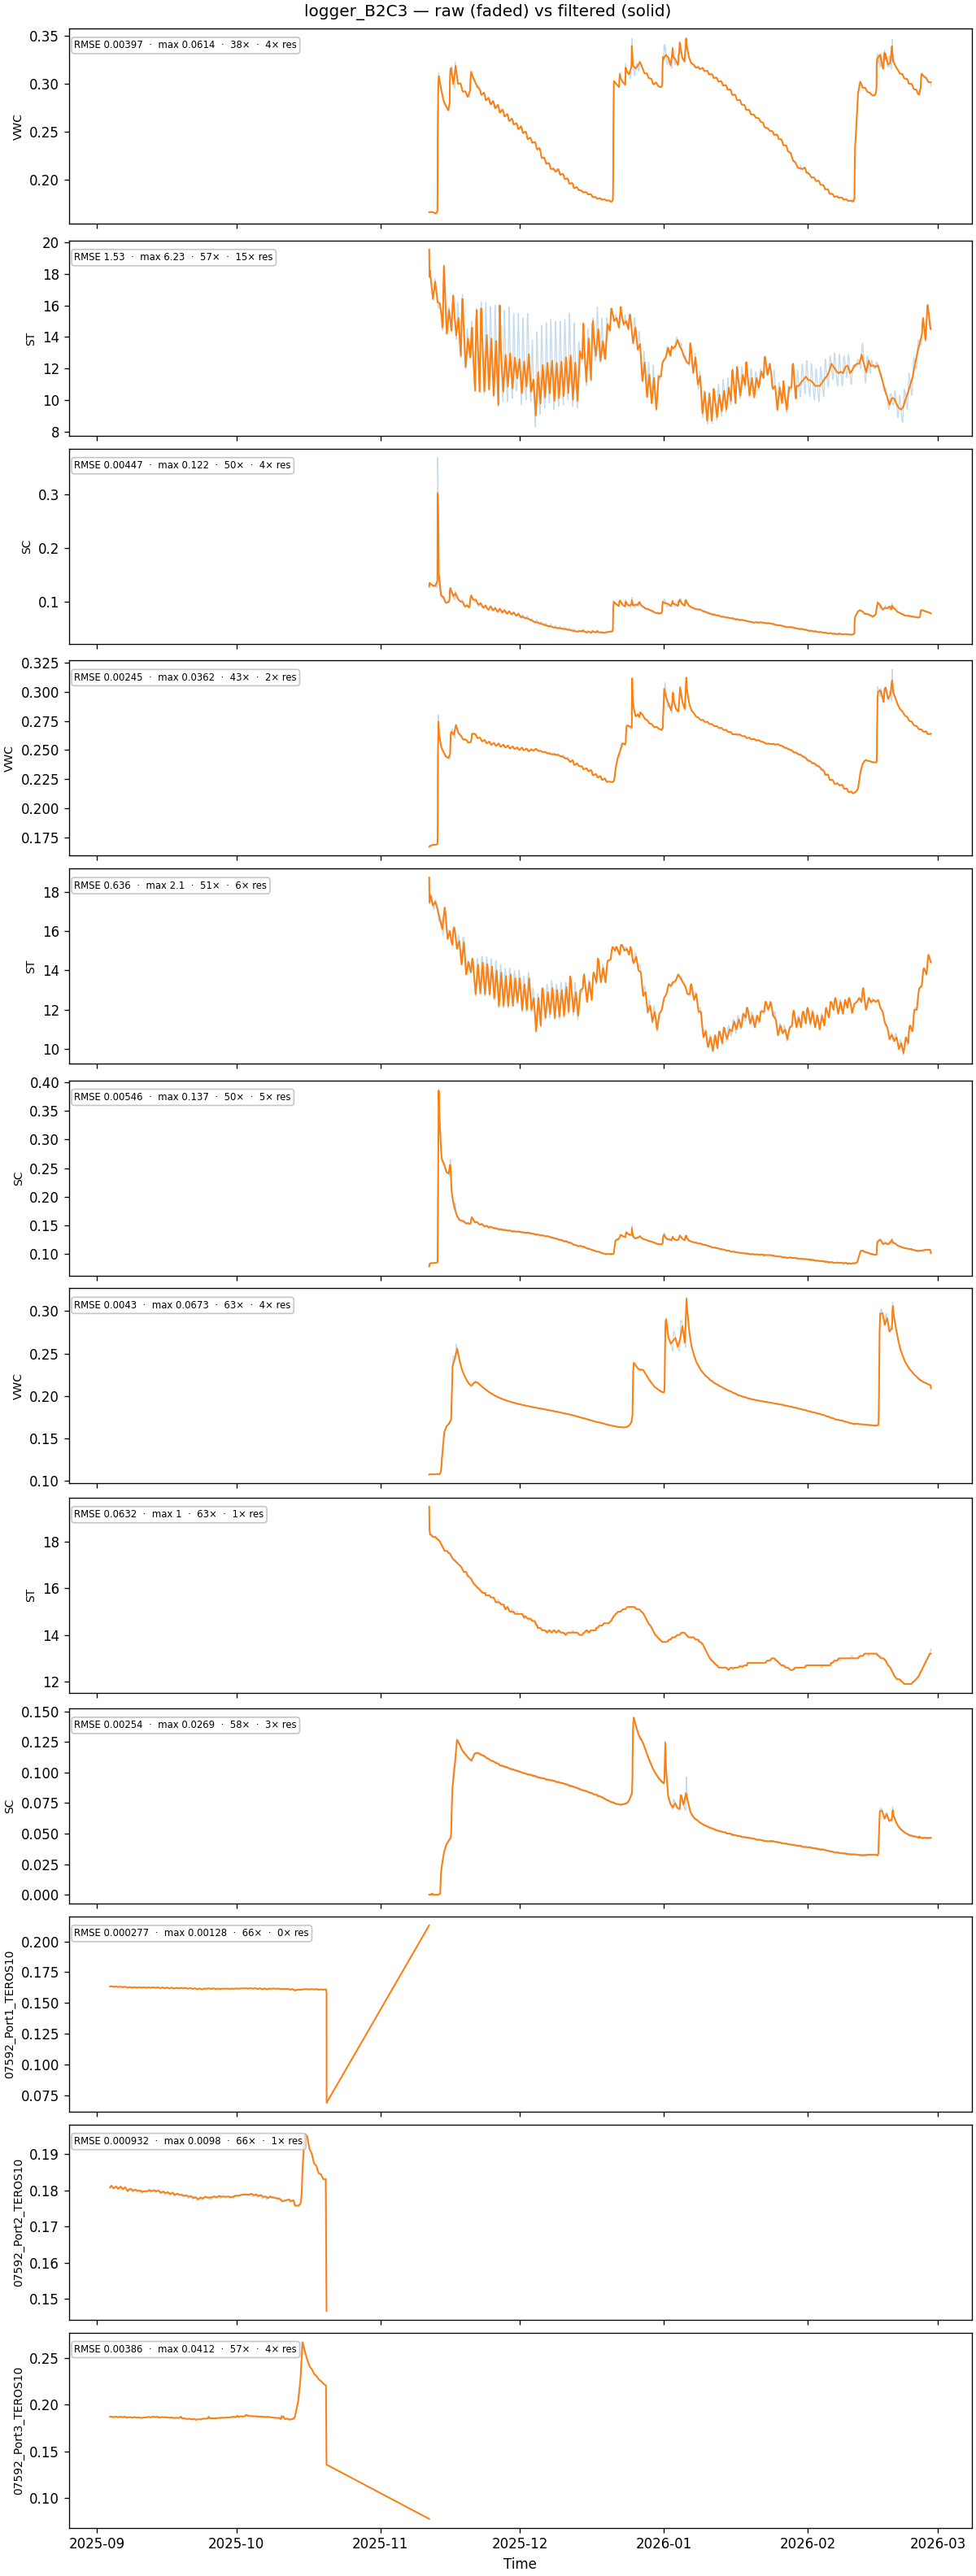 logger_B2C3 — raw (faded) vs filtered (solid)
RMSE 0.00397 · max 0.0614 · 38× · 4× res
VWC
0.35
0.30
0.25
0.20
RMSE 1.53 · max 6.23 · 57× · 15× res
ST
20
18
16
14
12
10
8
RMSE 0.00447 · max 0.122 · 50× · 4× res
SC
0.3
0.2
0.1
RMSE 0.00245 · max 0.0362 · 43× · 2× res
VWC
0.325
0.300
0.275
0.250
0.225
0.200
0.175
RMSE 0.636 · max 2.1 · 51× · 6× res
ST
18
16
14
12
10
RMSE 0.00546 · max 0.137 · 50× · 5× res
SC
0.40
0.35
0.30
0.25
0.20
0.15
0.10
RMSE 0.0043 · max 0.0673 · 63× · 4× res
VWC
0.30
0.25
0.20
0.15
0.10
RMSE 0.0632 · max 1 · 63× · 1× res
ST
18
16
14
12
RMSE 0.00254 · max 0.0269 · 58× · 3× res
SC
0.150
0.125
0.100
0.075
0.050
0.025
0.000
RMSE 0.000277 · max 0.00128 · 66× · 0× res
07592_Port1_TEROS10
0.200
0.175
0.150
0.125
0.100
0.075
RMSE 0.000932 · max 0.0098 · 66× · 1× res
07592_Port2_TEROS10
0.19
0.18
0.17
0.16
0.15
RMSE 0.00386 · max 0.0412 · 57× · 4× res
07592_Port3_TEROS10
0.25
0.20
0.15
0.10
2025-09 2025-10 2025-11 2025-12 2026-01 2026-02 2026-03
Time